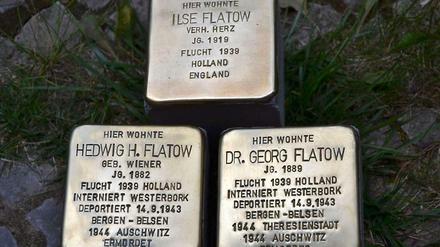 HIER WOHNTE
ILSE FLATOW
VERH. HERZ
JG. 1919
FLUCHT 1939
HOLLAND
ENGLAND
HIER WOHNTE
HEDWIG H. FLATOW
GEB. WIENER
JG. 1882
FLUCHT 1939 HOLLAND
INTERNIERT WESTERBORK
DEPORTIERT 14.9.1943
BERGEN-BELSEN
1944 AUSCHWITZ
ERMORDET
HIER WOHNTE
DR. GEORG FLATOW
JG. 1889
FLUCHT 1939 HOLLAND
INTERNIERT WESTERBORK
DEPORTIERT 14.9.1943
BERGEN-BELSEN
1944 THERESIENSTADT
1944 AUSCHWITZ